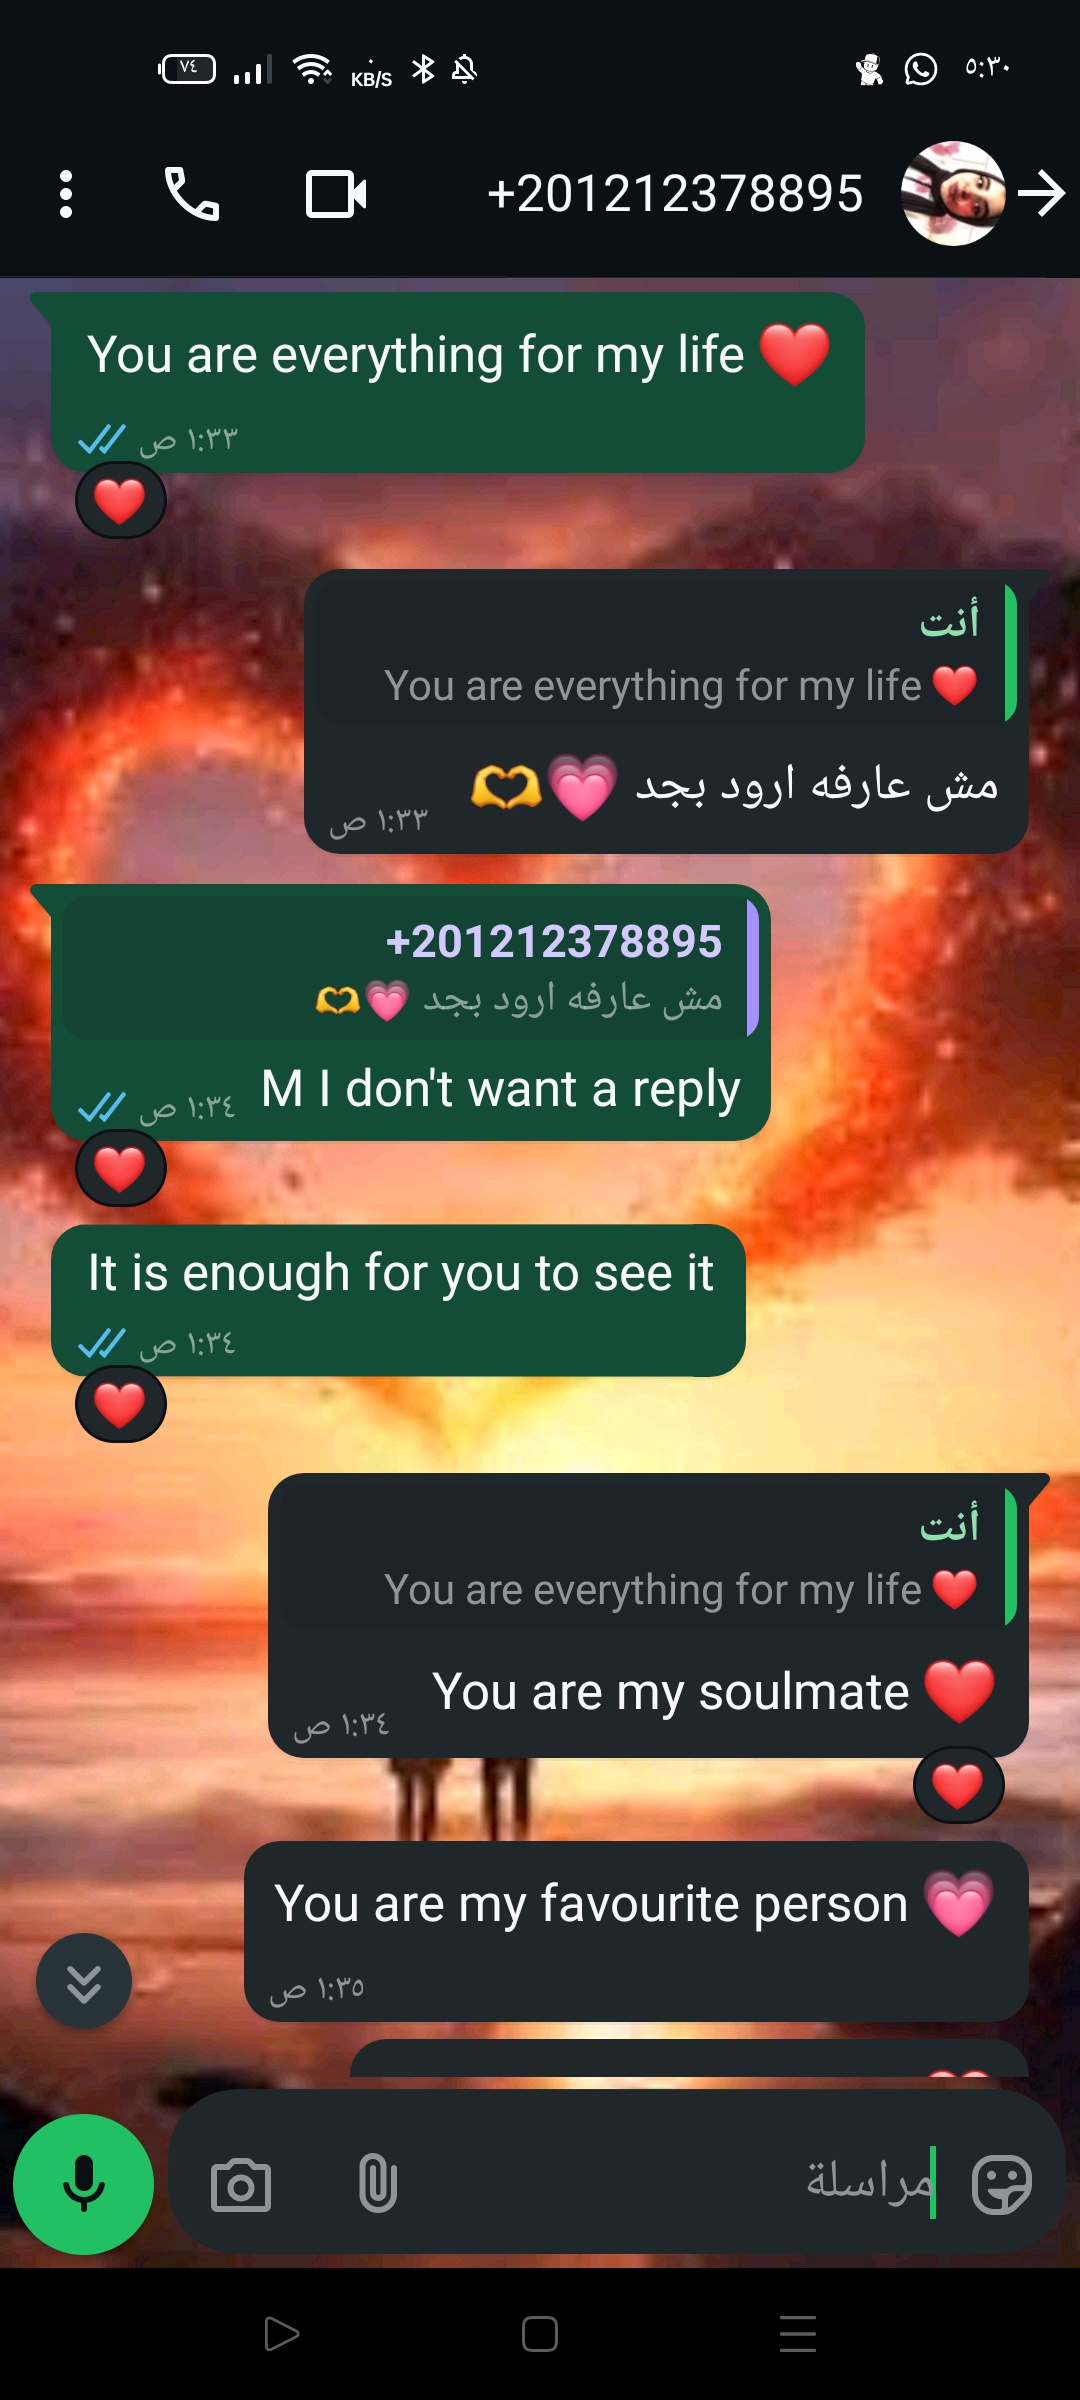 ٧٤
KB/S
٥:٣٠
+201212378895
You are everything for my life ❤️
١:٣٣ ص
❤️
أنت
You are everything for my life ❤️
مش عارفه ارود بجد 💗🫶
١:٣٣ ص
+201212378895
مش عارفه ارود بجد 💗🫶
M I don't want a reply
١:٣٤ ص
❤️
It is enough for you to see it
١:٣٤ ص
❤️
أنت
You are everything for my life ❤️
You are my soulmate ❤️
١:٣٤ ص
❤️
You are my favourite person 💗
١:٣٥ ص
مراسلة